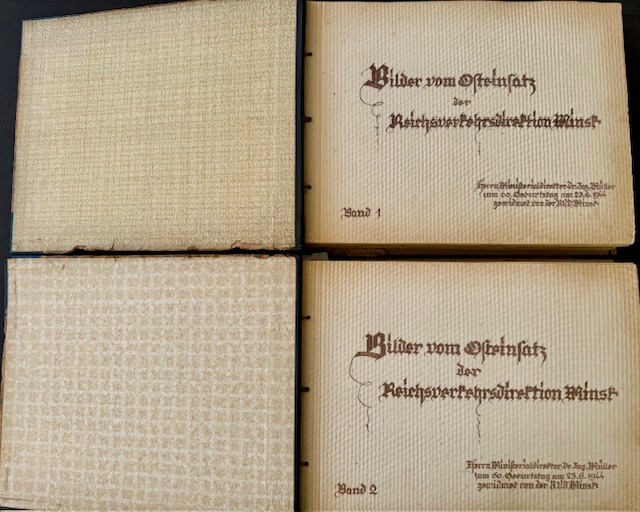 Bilder vom Osteinsatz
der
Reichsverkehrsdirektion Minsk
Herrn Ministerialdirektor Dr. Ing. Müller
zum 60. Geburtstag am 23.6.1944
gewidmet von der RVD Minsk
Band 1
Bilder vom Osteinsatz
der
Reichsverkehrsdirektion Minsk
Herrn Ministerialdirektor Dr. Ing. Müller
zum 60. Geburtstag am 23.6.1944
gewidmet von der RVD Minsk
Band 2